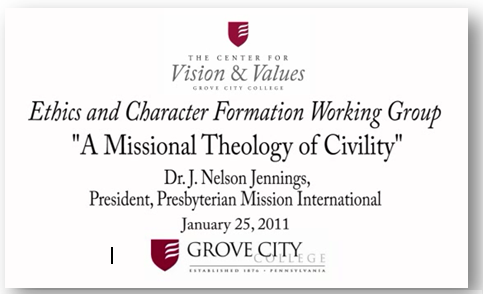 THE CENTER FOR
Vision & Values
GROVE CITY COLLEGE
Ethics and Character Formation Working Group
"A Missional Theology of Civility"
Dr. J. Nelson Jennings,
President, Presbyterian Mission International
January 25, 2011
GROVE CITY
COLLEGE
ESTABLISHED 1876 • PENNSYLVANIA